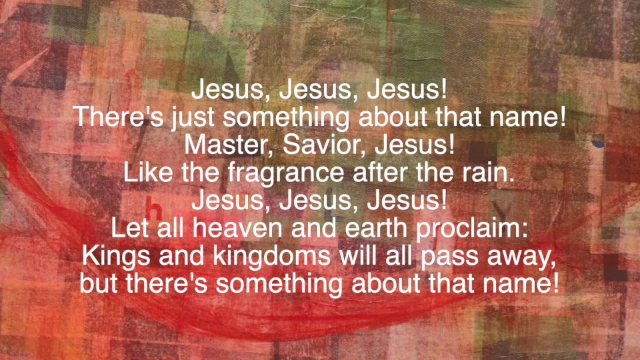 Jesus, Jesus, Jesus!
There's just something about that name!
Master, Savior, Jesus!
Like the fragrance after the rain.
Jesus, Jesus, Jesus!
Let all heaven and earth proclaim:
Kings and kingdoms will all pass away,
but there's something about that name!